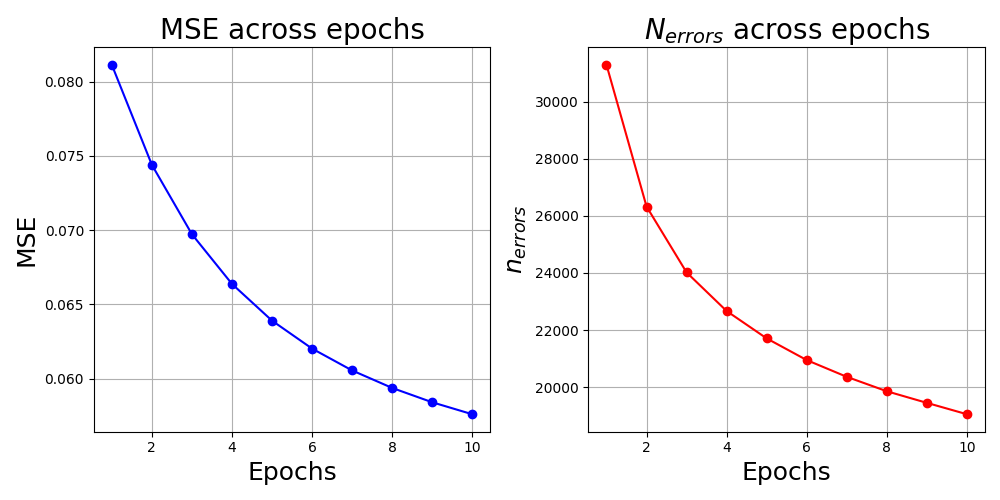 MSE across epochs
0.080
0.075
0.070
0.065
0.060
MSE
2 4 6 8 10
Epochs
N_errors across epochs
30000
28000
26000
24000
22000
20000
n_errors
2 4 6 8 10
Epochs